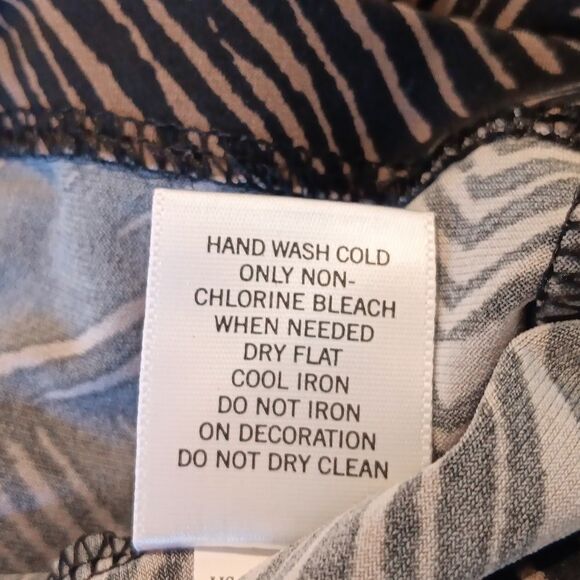 HAND WASH COLD
ONLY NON-
CHLORINE BLEACH
WHEN NEEDED
DRY FLAT
COOL IRON
DO NOT IRON
ON DECORATION
DO NOT DRY CLEAN